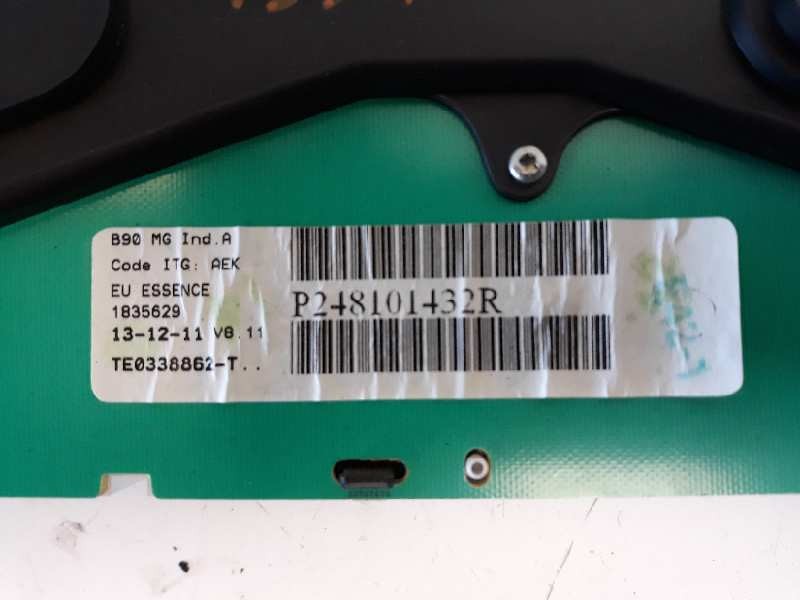 B90 MG Ind.A
Code ITG: AEK
EU ESSENCE
1835629
13-12-11 V8.11
TE0338862-T..
P248101432R